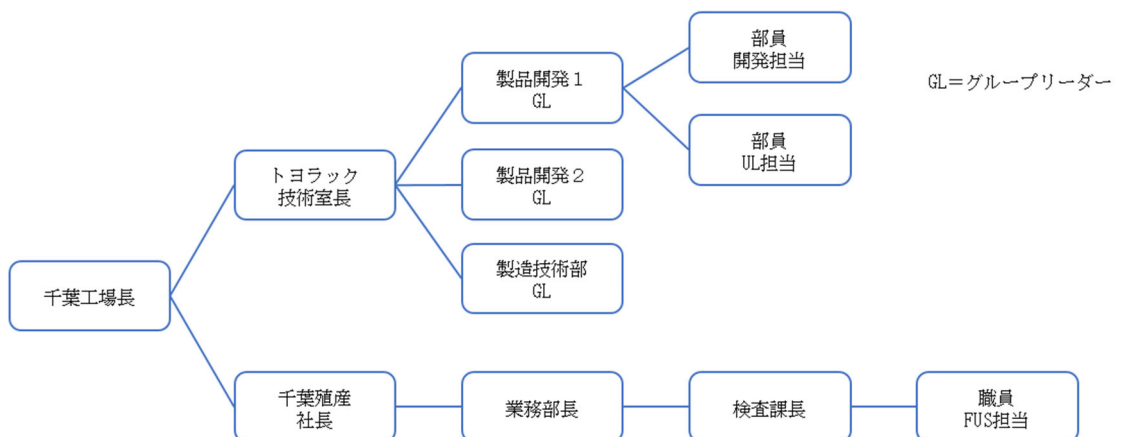 部員
開発担当
製品開発１
GL
GL＝グループリーダー
部員
UL担当
トヨラック
技術室長
製品開発２
GL
製造技術部
GL
千葉工場長
千葉殖産
社長
業務部長
検査課長
職員
FUS担当